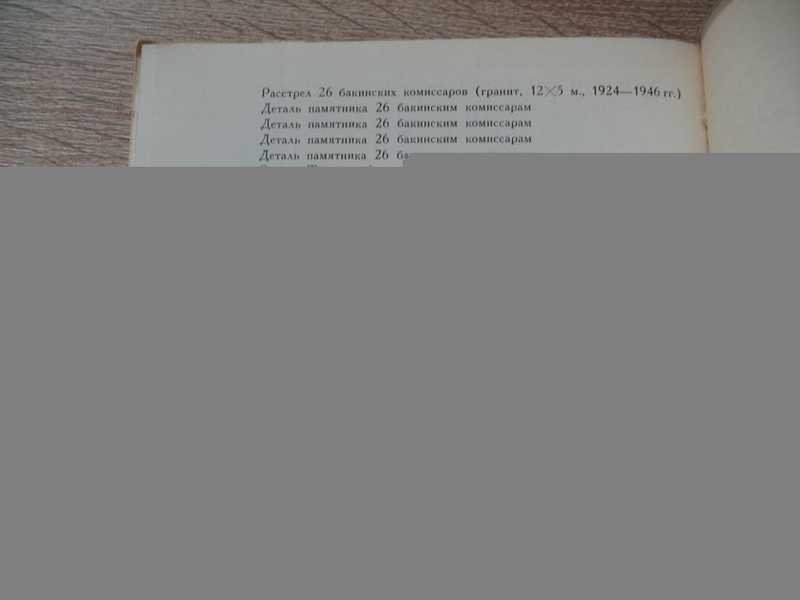 Расстрел 26 бакинских комиссаров (гранит, 12×5 м., 1924—1946 гг.)
Деталь памятника 26 бакинским комиссарам
Деталь памятника 26 бакинским комиссарам
Деталь памятника 26 бакинским комиссарам
Деталь памятника 26